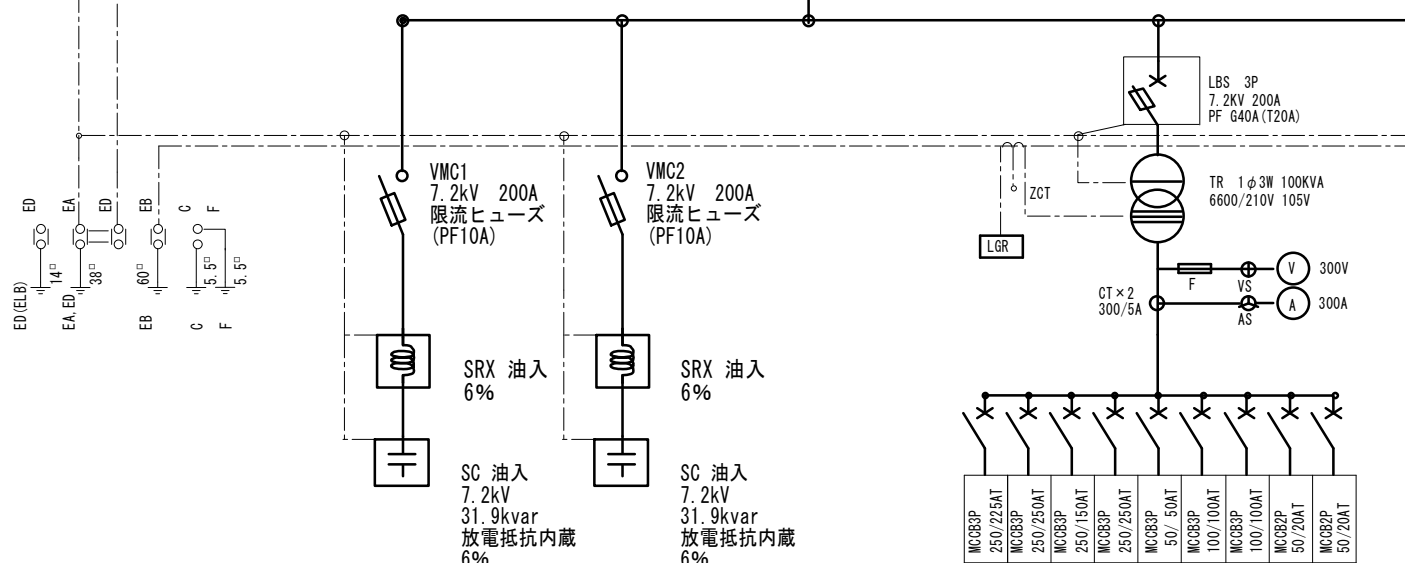 LBS 3P
7.2KV 200A
PF G40A(T20A)
VMC1
7.2kV 200A
限流ヒューズ
(PF10A)
VMC2
7.2kV 200A
限流ヒューズ
(PF10A)
ZCT
LGR
TR 1φ3W 100KVA
6600/210V 105V
ED
EA
ED
EB
C
F
14□
38□
60□
5.5□
5.5□
ED(ELB)
EA,ED
EB
C
F
F
VS
V
300V
CT×2
300/5A
AS
A
300A
SRX 油入
6%
SRX 油入
6%
SC 油入
7.2kV
31.9kvar
放電抵抗内蔵
6%
SC 油入
7.2kV
31.9kvar
放電抵抗内蔵
6%
MCCB3P
250/225AT
MCCB3P
250/250AT
MCCB3P
250/150AT
MCCB3P
250/250AT
MCCB3P
50/ 50AT
MCCB3P
100/100AT
MCCB3P
100/100AT
MCCB2P
50/20AT
MCCB2P
50/20AT